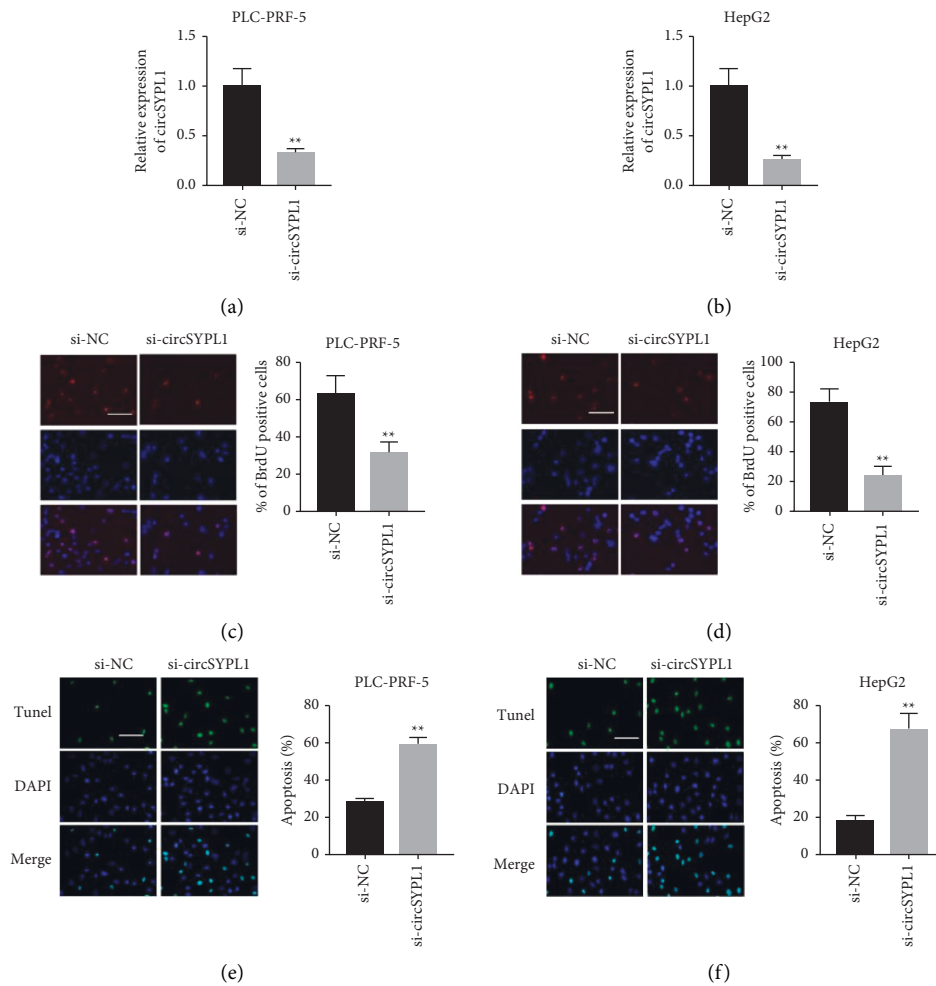 PLC-PRF-5
Relative expression
of circSYPL1
1.5
1.0
0.5
0.0
**
si-NC
si-circSYPL1
(a)
HepG2
Relative expression
of circSYPL1
1.5
1.0
0.5
0.0
**
si-NC
si-circSYPL1
(b)
si-NC
si-circSYPL1
PLC-PRF-5
% of BrdU positive cells
80
60
40
20
0
**
si-NC
si-circSYPL1
(c)
si-NC
si-circSYPL1
HepG2
% of BrdU positive cells
100
80
60
40
20
0
**
si-NC
si-circSYPL1
(d)
si-NC
si-circSYPL1
Tunel
DAPI
Merge
PLC-PRF-5
Apoptosis (%)
80
60
40
20
0
**
si-NC
si-circSYPL1
(e)
si-NC
si-circSYPL1
Tunel
DAPI
Merge
HepG2
Apoptosis (%)
80
60
40
20
0
**
si-NC
si-circSYPL1
(f)